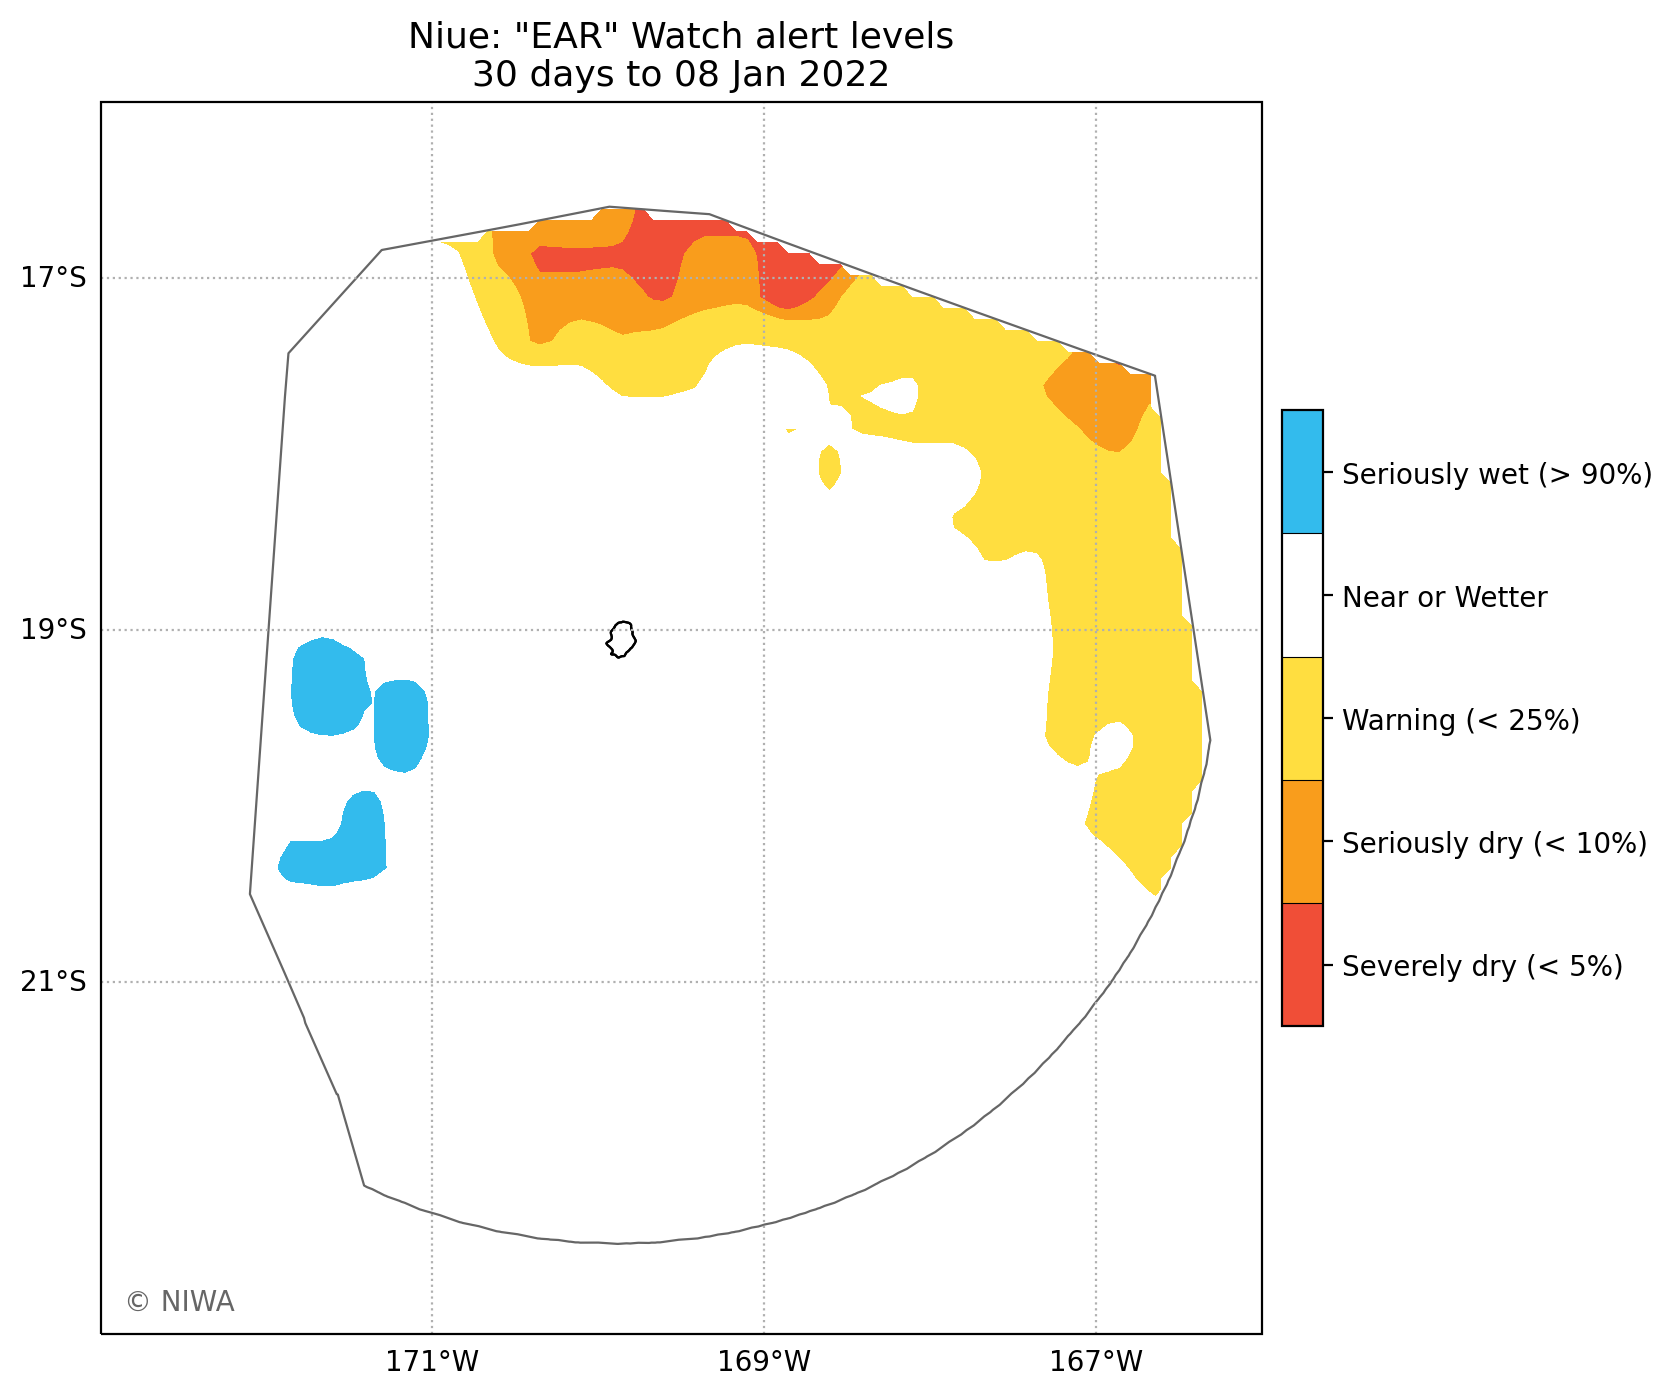 Niue: "EAR" Watch alert levels
30 days to 08 Jan 2022
17°S
19°S
21°S
171°W
169°W
167°W
© NIWA
Seriously wet (> 90%)
Near or Wetter
Warning (< 25%)
Seriously dry (< 10%)
Severely dry (< 5%)